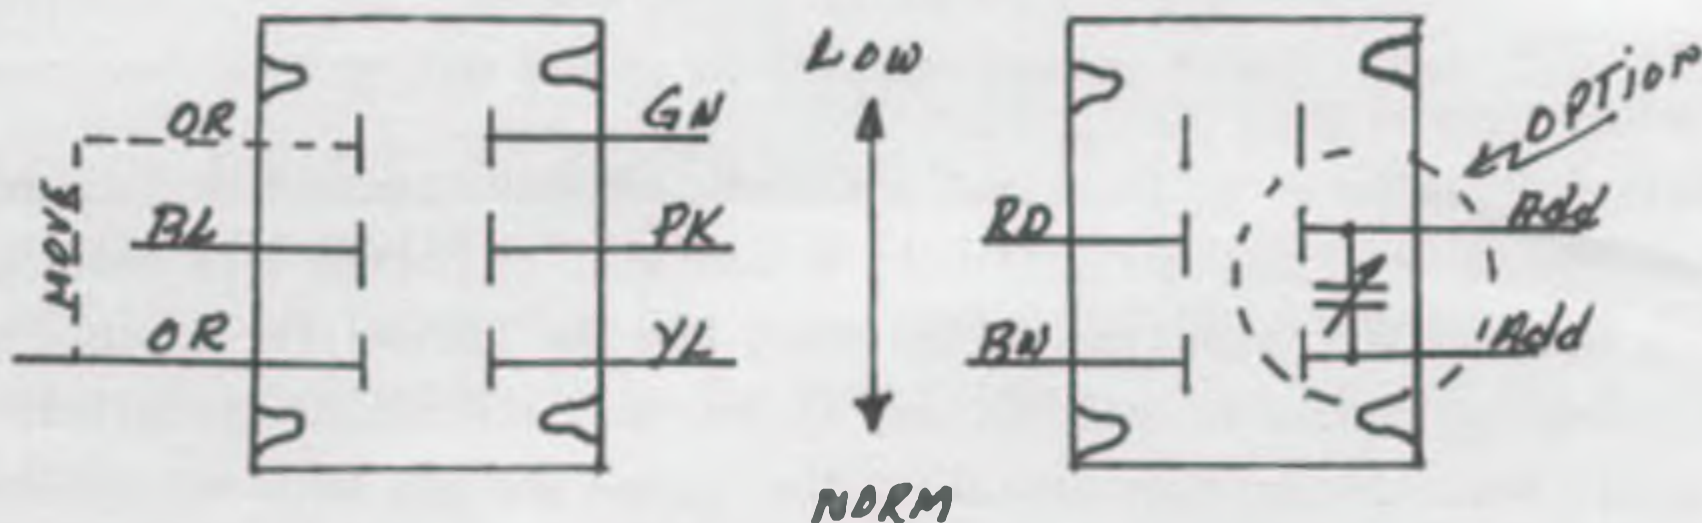 OR
GN
MOVE
BL
PK
OR
YL
LOW
NORM
OPTION
RD
Add
BN
Add